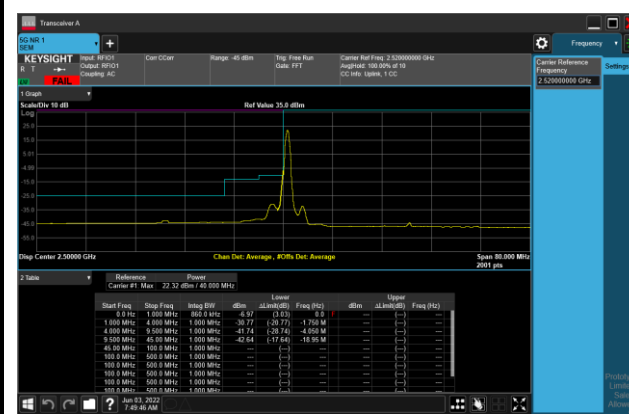 Transceiver A
5G NR 1
SEM
Frequency
KEYSIGHT
R T
FAIL
Input: RFIO1
Output: RFIO1
Coupling: AC
Corr CCorr
Range: -45 dBm
Trig: Free Run
Gate: FFT
Carrier Ref Freq: 2.520000000 GHz
Avg|Hold: 100.00% of 10
CC Info: Uplink, 1 CC
Carrier Reference
Frequency
2.520000000 GHz
Settings
1 Graph
Scale/Div 10 dB
Ref Value 35.0 dBm
Log
25.0
15.0
5.01
-4.99
-15.0
-25.0
-35.0
-45.0
-55.0
Disp Center 2.50000 GHz
Chan Det: Average , #Offs Det: Average
Span 80.000 MHz
2001 pts
2 Table
Reference Power
Carrier #1 Max 22.32 dBm / 40.000 MHz
Lower Upper
Start Freq Stop Freq Integ BW dBm ΔLimit(dB) Freq (Hz) dBm ΔLimit(dB) Freq (Hz)
0.0 Hz 1.000 MHz 860.0 kHz -6.97 (3.03) 0.0 F --- (---) ---
1.000 MHz 4.000 MHz 1.000 MHz -30.77 (-20.77) -1.750 M --- (---) ---
4.000 MHz 9.500 MHz 1.000 MHz -41.74 (-28.74) -4.050 M --- (---) ---
9.500 MHz 45.00 MHz 1.000 MHz -42.64 (-17.64) -18.95 M --- (---) ---
45.00 MHz 100.0 MHz 1.000 MHz --- (---) --- --- (---) ---
100.0 MHz 500.0 MHz 1.000 MHz --- (---) --- --- (---) ---
100.0 MHz 500.0 MHz 1.000 MHz --- (---) --- --- (---) ---
100.0 MHz 500.0 MHz 1.000 MHz --- (---) --- --- (---) ---
100.0 MHz 500.0 MHz 1.000 MHz --- (---) --- --- (---) ---
Jun 03, 2022
7:49:46 AM